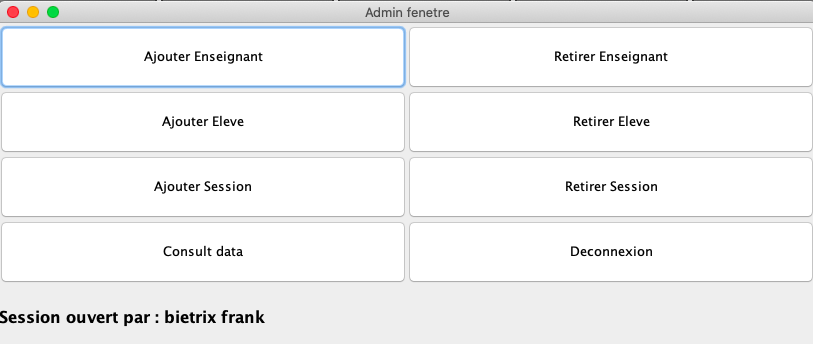 Admin fenetre
Ajouter Enseignant
Retirer Enseignant
Ajouter Eleve
Retirer Eleve
Ajouter Session
Retirer Session
Consult data
Deconnexion
Session ouvert par : bietrix frank